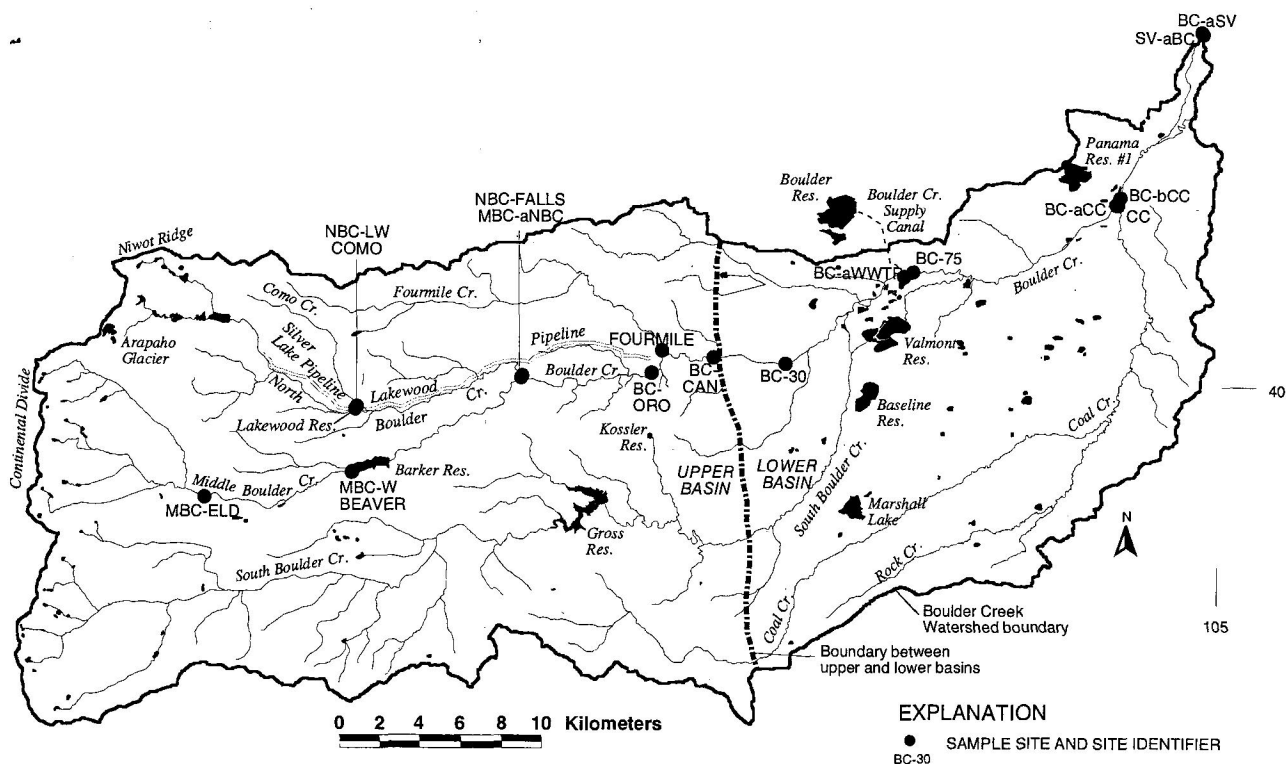 BC-aSV
SV-aBC
Panama
Res. #1
Boulder
Res.
Boulder Cr.
Supply
Canal
BC-bCC
BC-aCC
CC
NBC-FALLS
MBC-aNBC
NBC-LW
COMO
Niwot Ridge
BC-75
BC-aWWTP
Boulder Cr.
Como Cr.
Fourmile Cr.
Silver
Lake Pipeline
Arapaho
Glacier
Pipeline
FOURMILE
Valmont
Res.
Boulder Cr.
BC-
CAN
BC-30
North
Lakewood
Cr.
BC-
ORO
Baseline
Res.
40
Continental Divide
Lakewood Res.
Boulder
Kossler
Res.
Coal Cr.
Barker Res.
UPPER
BASIN
LOWER
BASIN
Middle Boulder Cr.
MBC-W
BEAVER
MBC-ELD
South Boulder Cr.
Marshall
Lake
Gross
Res.
N
South Boulder Cr.
Rock Cr.
Coal Cr.
Boulder Creek
Watershed boundary
105
Boundary between
upper and lower basins
0 2 4 6 8 10 Kilometers
EXPLANATION
SAMPLE SITE AND SITE IDENTIFIER
BC-30